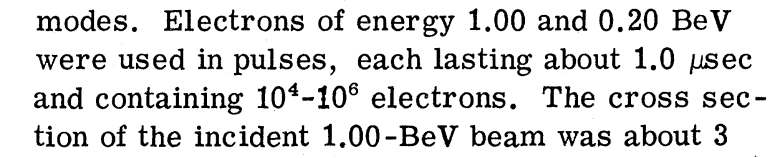 modes. Electrons of energy 1.00 and 0.20 BeV
were used in pulses, each lasting about 1.0 μsec
and containing 10⁴-10⁶ electrons. The cross sec-
tion of the incident 1.00-BeV beam was about 3